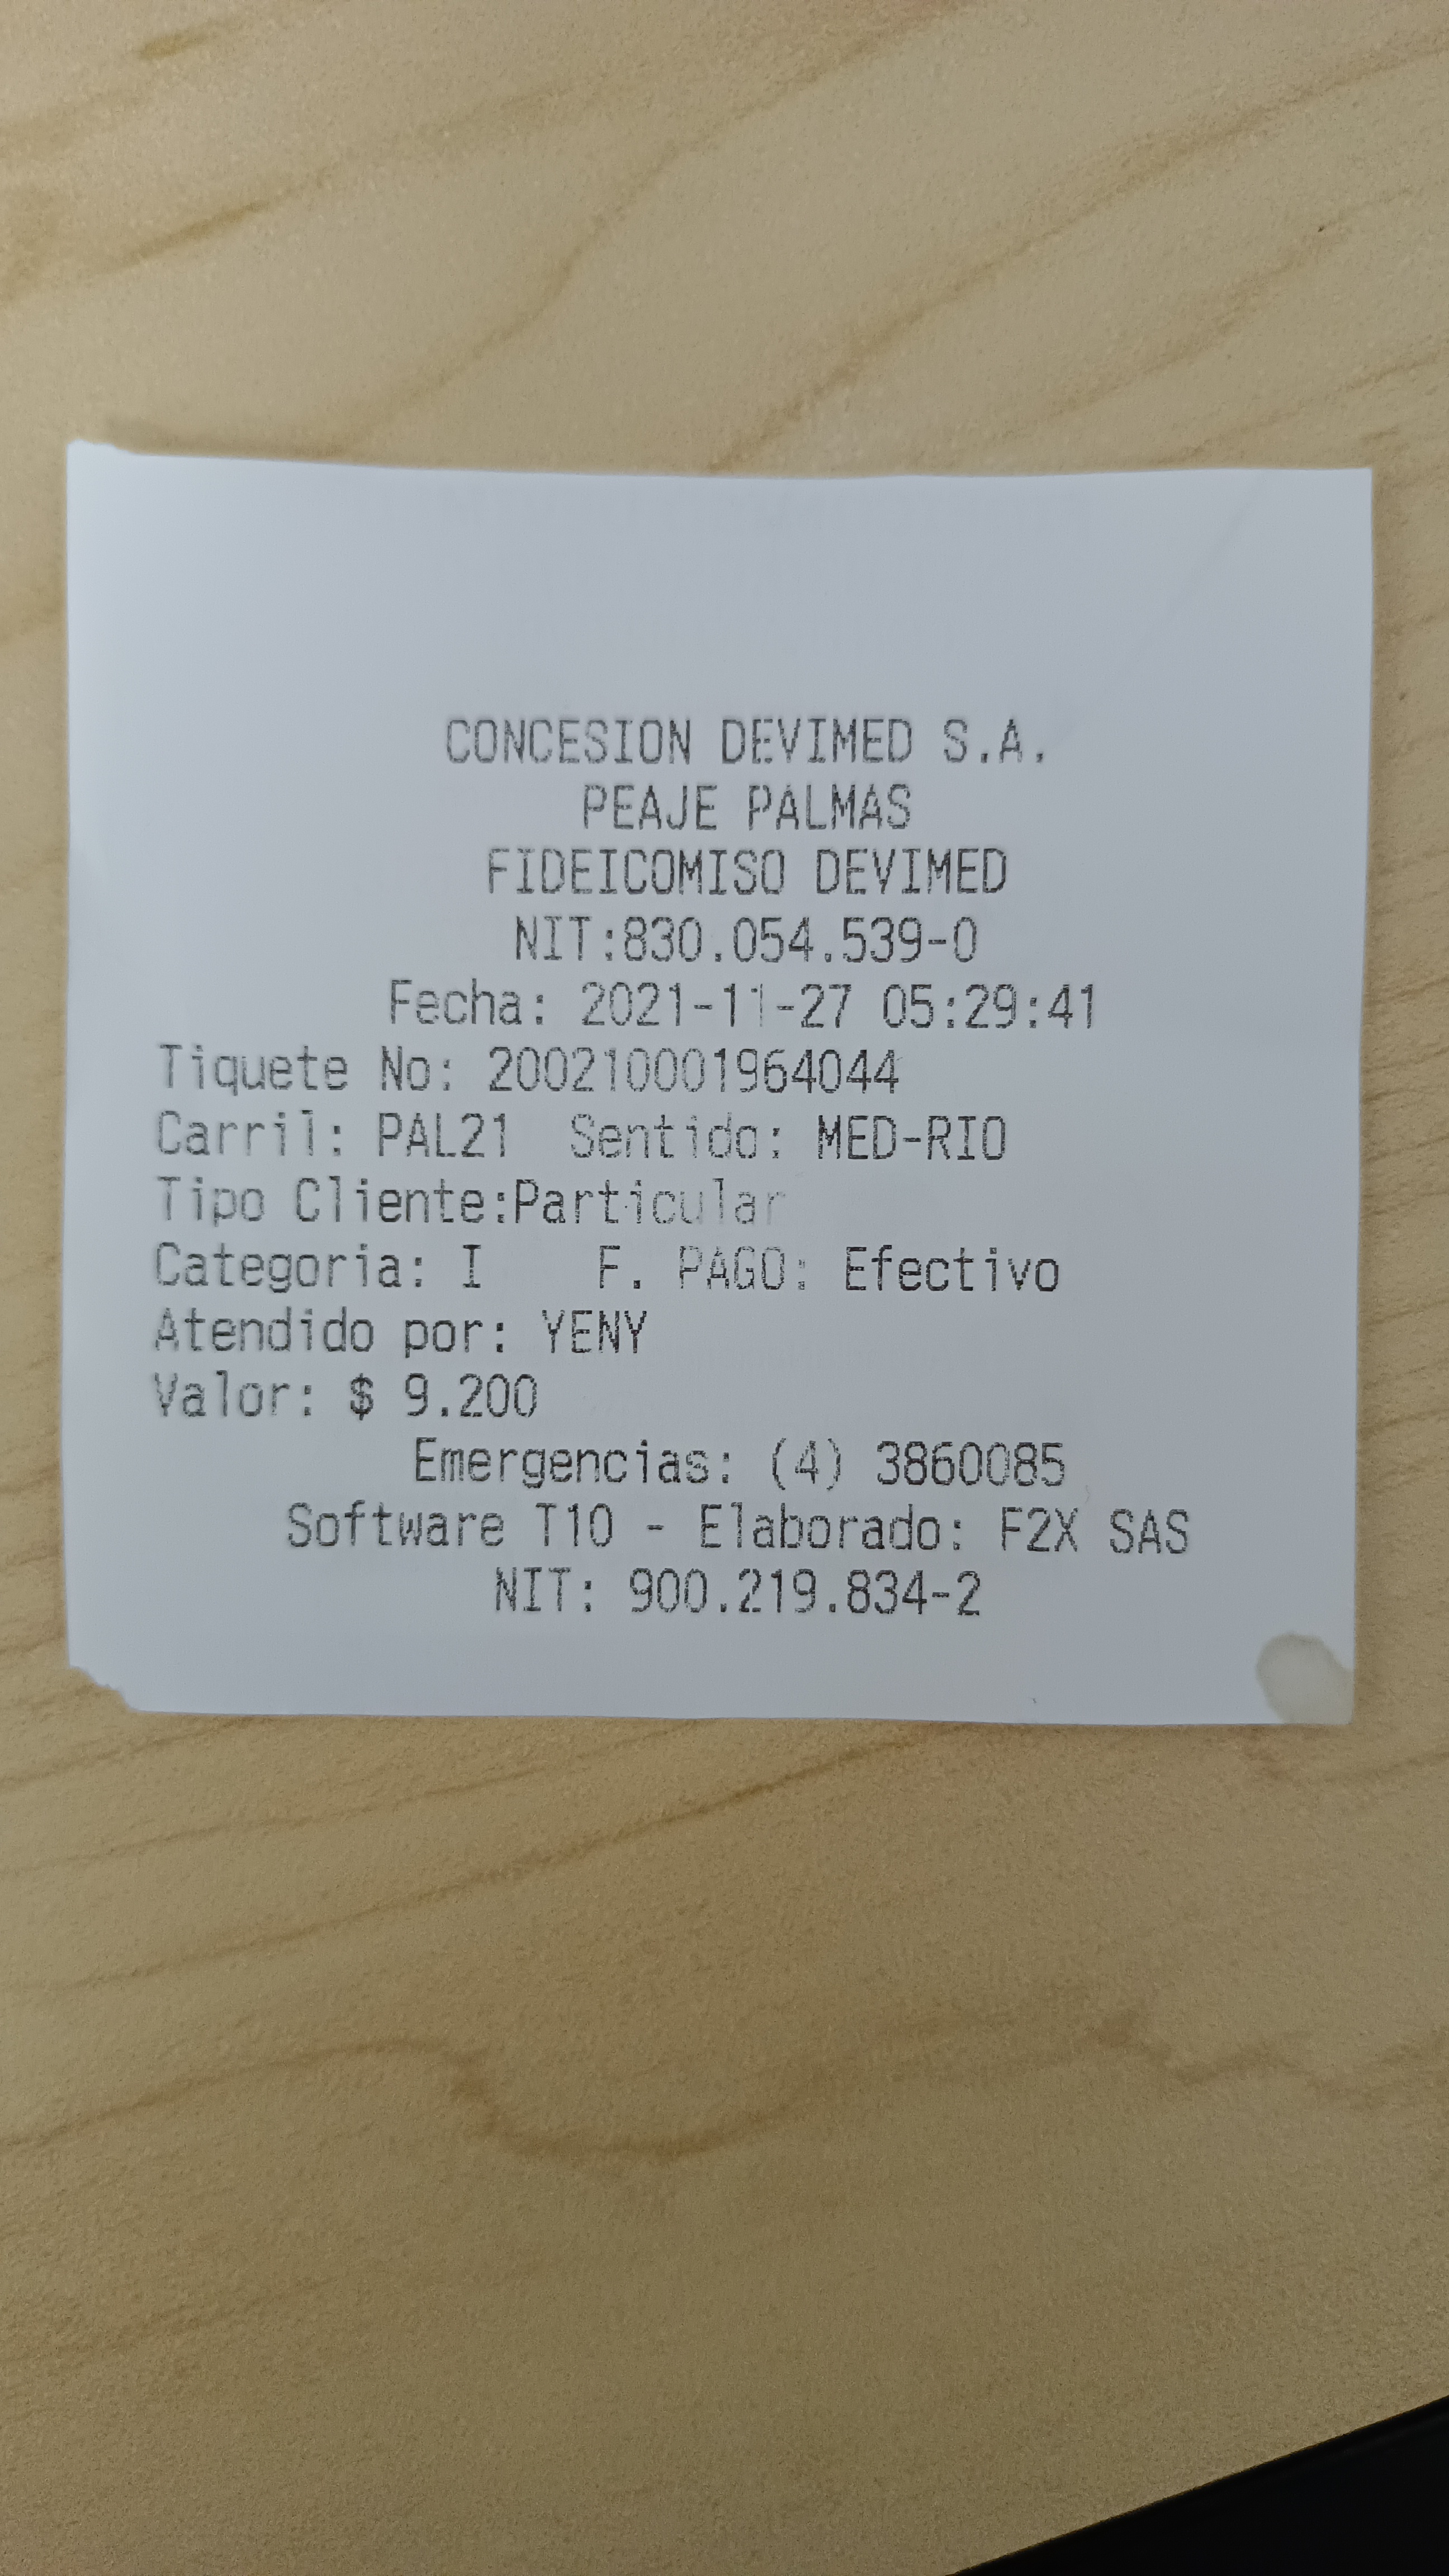 CONCESION DEVIMED S.A.
PEAJE PALMAS
FIDEICOMISO DEVIMED
NIT:830.054.539-0
Fecha: 2021-11-27 05:29:41
Tiquete No: 200210001964044
Carril: PAL21 Sentido: MED-RIO
Tipo Cliente:Particular
Categoria: I F. PAGO: Efectivo
Atendido por: YENY
Valor: $ 9.200
Emergencias: (4) 3860085
Software T10 - Elaborado: F2X SAS
NIT: 900.219.834-2